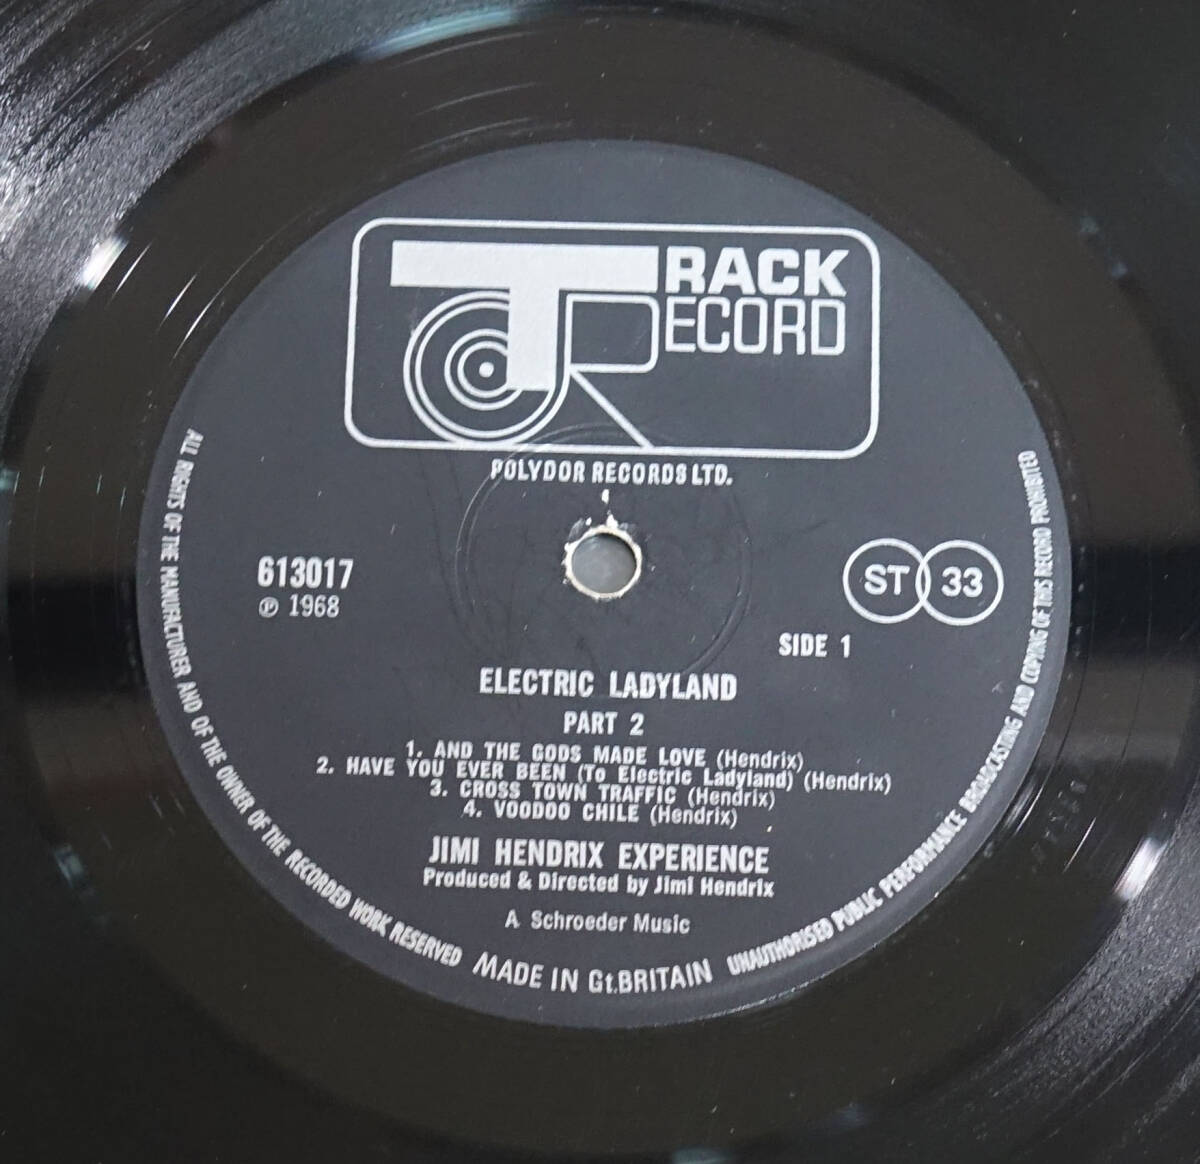 TRACK
RECORD
POLYDOR RECORDS LTD.
613017
℗ 1968
ST 33
SIDE 1
ELECTRIC LADYLAND
PART 2
1. AND THE GODS MADE LOVE (Hendrix)
2. HAVE YOU EVER BEEN (To Electric Ladyland) (Hendrix)
3. CROSS TOWN TRAFFIC (Hendrix)
4. VOODOO CHILE (Hendrix)
JIMI HENDRIX EXPERIENCE
Produced & Directed by Jimi Hendrix
A. Schroeder Music
ALL RIGHTS OF THE MANUFACTURER AND OF THE OWNER OF THE RECORDED WORK RESERVED
MADE IN Gt.BRITAIN
UNAUTHORISED PUBLIC PERFORMANCE BROADCASTING AND COPYING OF THIS RECORD PROHIBITED